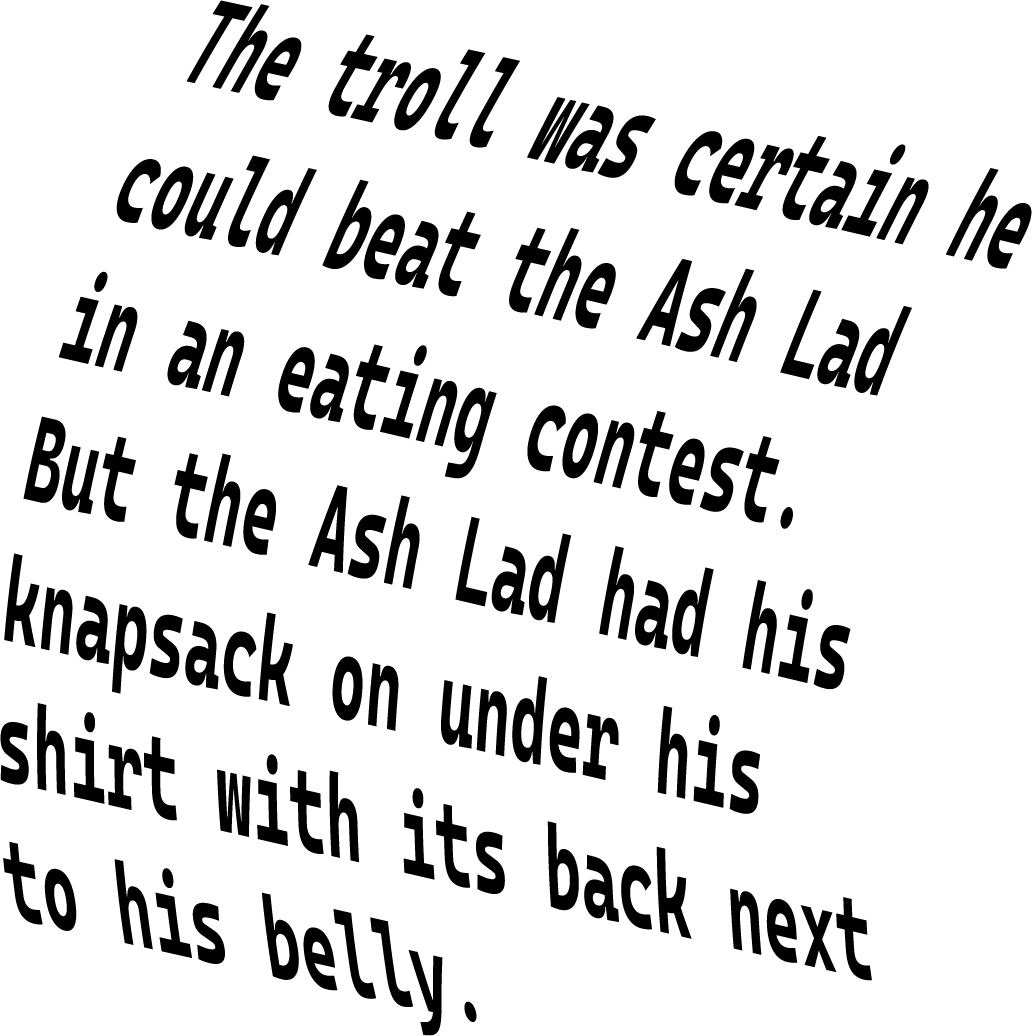 The troll was certain he
could beat the Ash Lad
in an eating contest.
But the Ash Lad had his
knapsack on under his
shirt with its back next
to his belly.